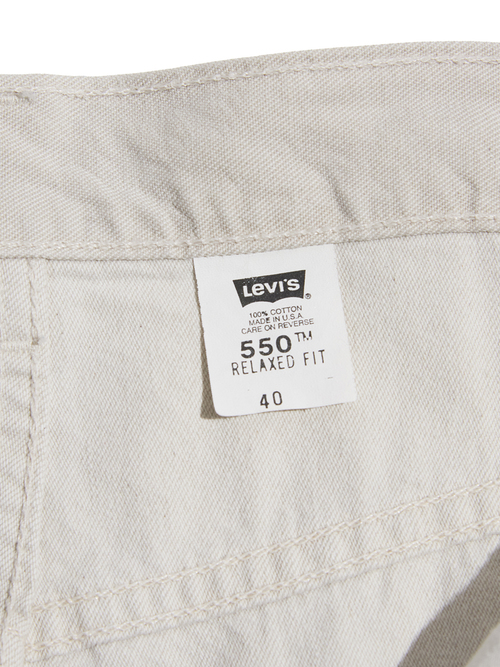 LEVI'S ®
100% COTTON
MADE IN U.S.A.
CARE ON REVERSE
550™
RELAXED FIT
40